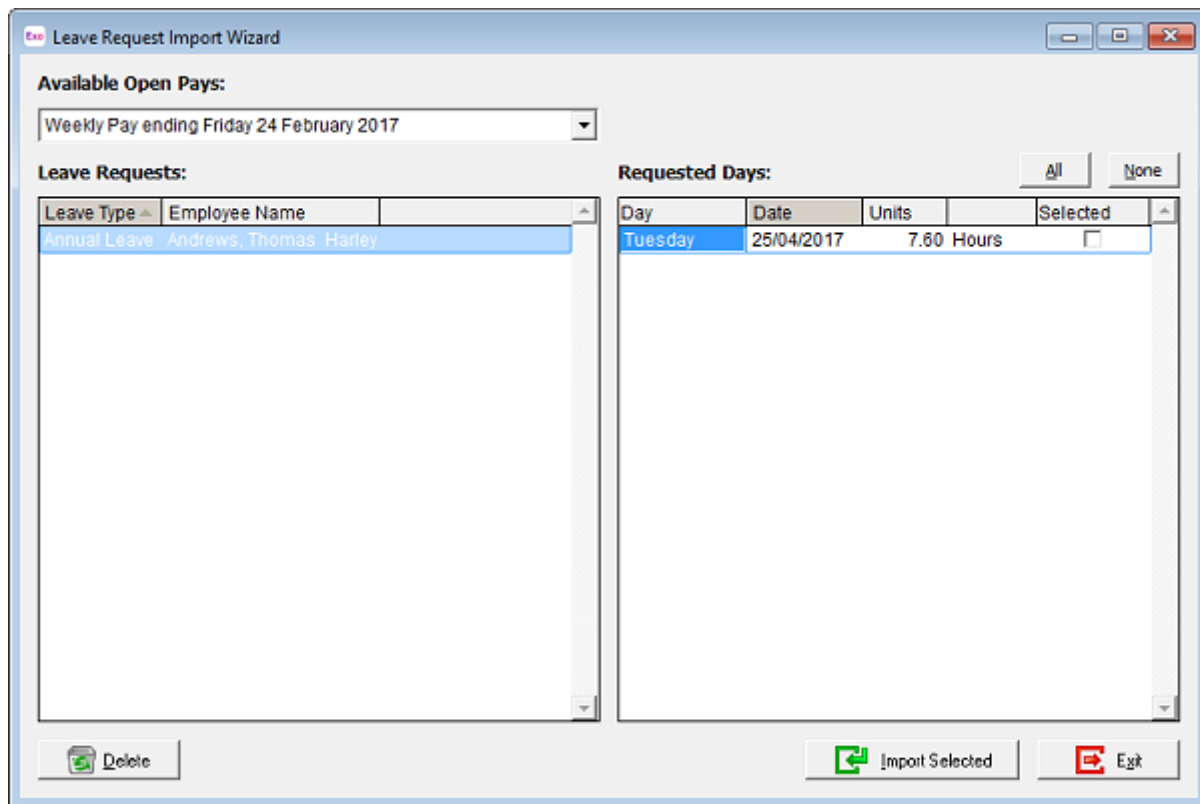 Exo Leave Request Import Wizard
Available Open Pays:
Weekly Pay ending Friday 24 February 2017
Leave Requests:
Requested Days:
All
None
Leave Type Employee Name
Annual Leave Andrews, Thomas Harley
Day Date Units Selected
Tuesday 25/04/2017 7.60 Hours
Delete
Import Selected
Exit